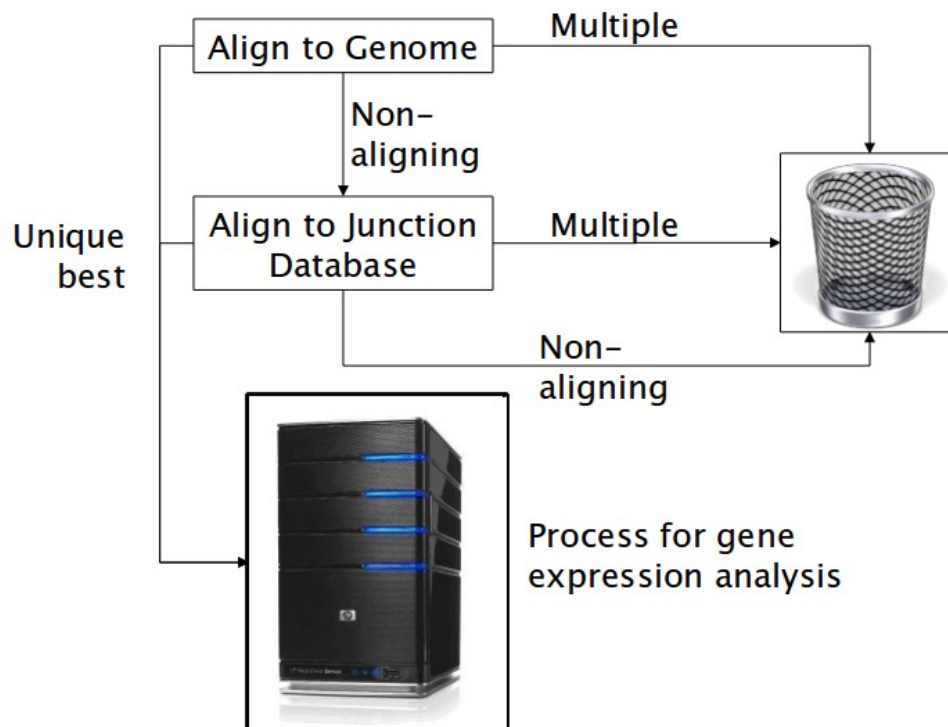 Align to Genome
Multiple
Non-
aligning
Unique
best
Align to Junction
Database
Multiple
Non-
aligning
Process for gene
expression analysis
hp